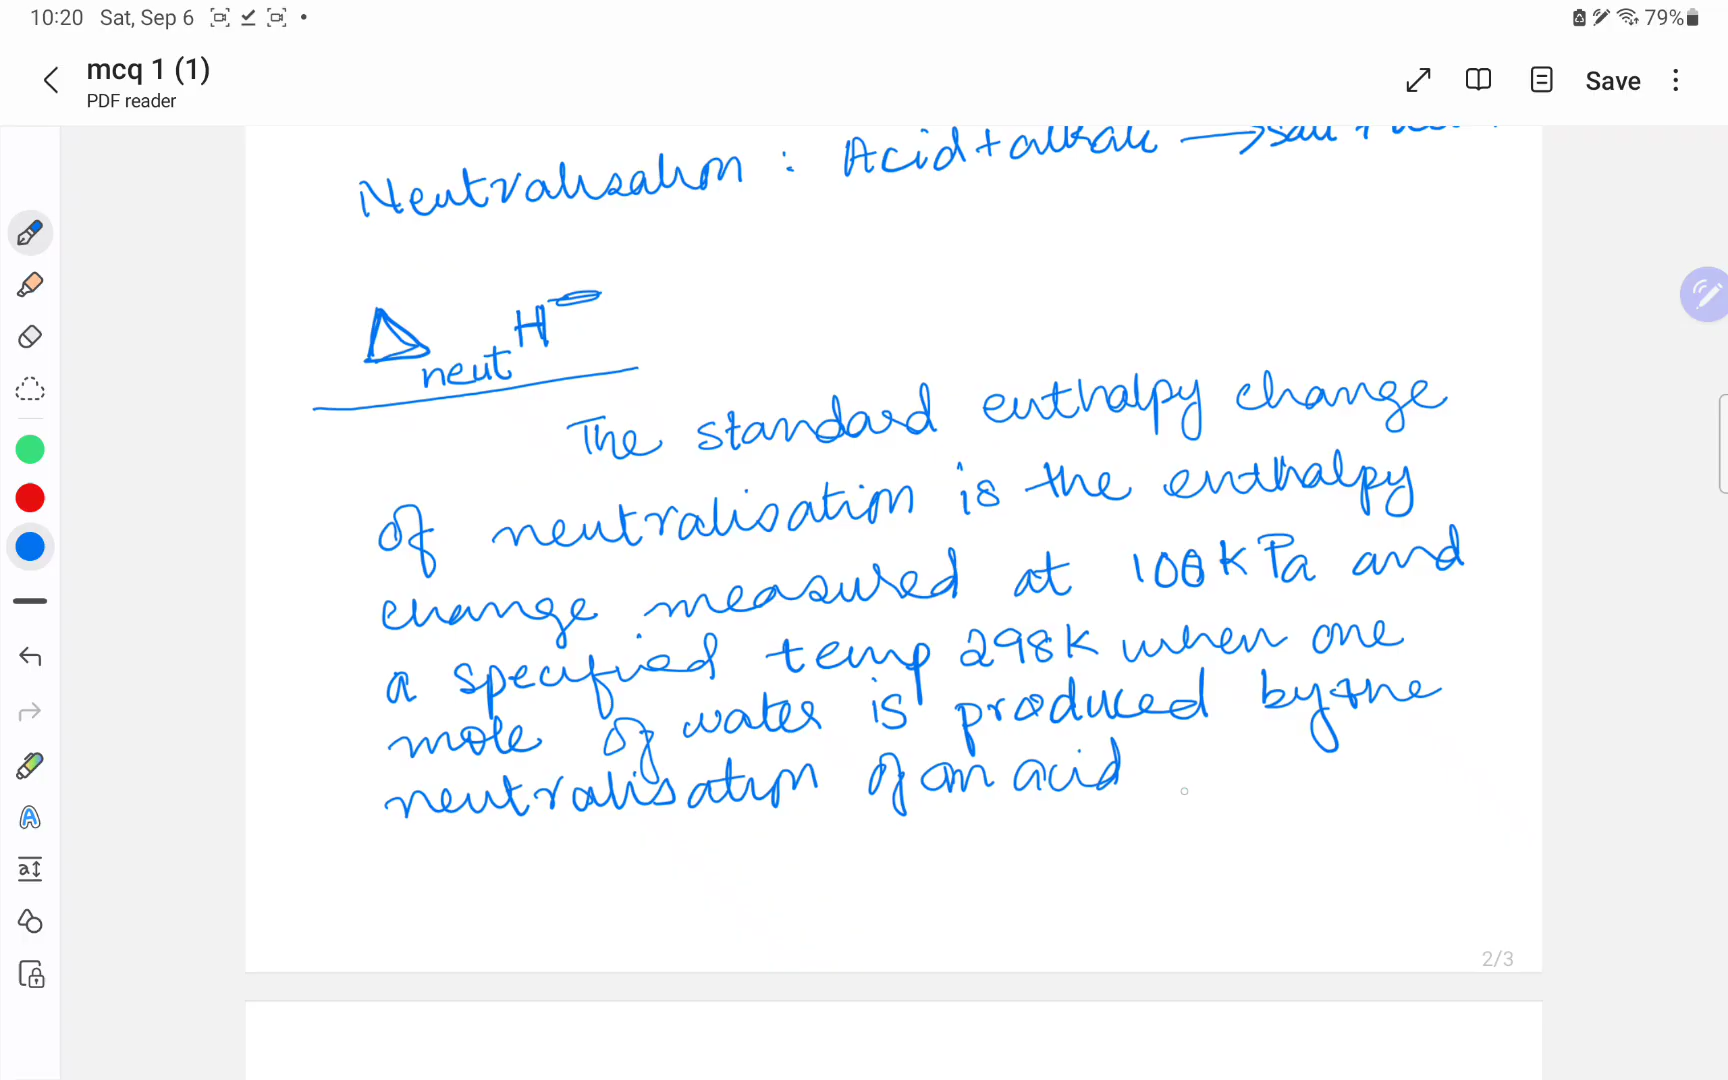 10:20 Sat, Sep 6 79%
mcq 1 (1)
PDF reader
Save
Neutralisation : Acid + alkali → salt +
Δneut H⦵
The standard enthalpy change
of neutralisation is the enthalpy
change measured at 100 kPa and
a specified temp 298K when one
mole of water is produced by the
neutralisation of an acid
2/3